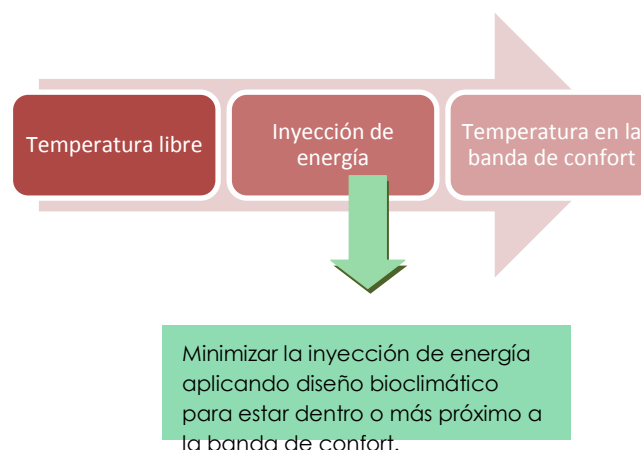 Temperatura libre
Inyección de
energía
Temperatura en la
banda de confort
Minimizar la inyección de energía
aplicando diseño bioclimático
para estar dentro o más próximo a
la banda de confort.